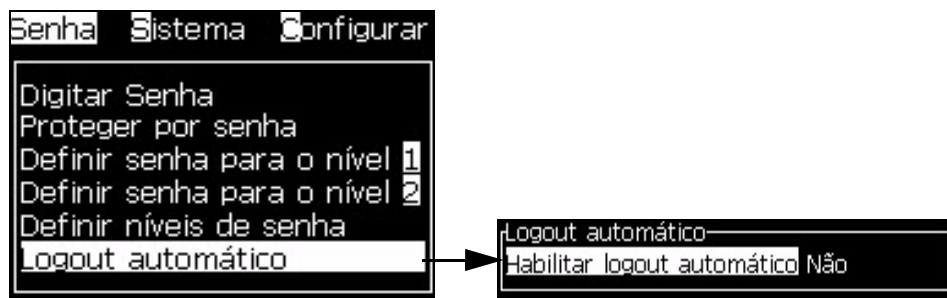 Senha Sistema Configurar
Digitar Senha
Proteger por senha
Definir senha para o nível 1
Definir senha para o nível 2
Definir níveis de senha
Logout automático
Logout automático
Habilitar logout automático Não